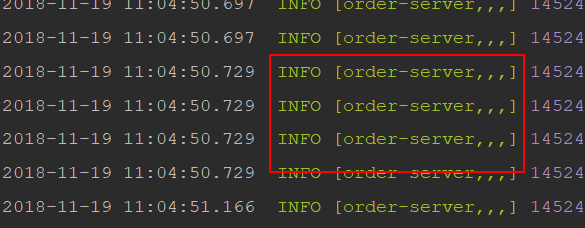 2018-11-19 11:04:50.697 INFO [order-server,,,] 14524
2018-11-19 11:04:50.697 INFO [order-server,,,] 14524
2018-11-19 11:04:50.729 INFO [order-server,,,] 14524
2018-11-19 11:04:50.729 INFO [order-server,,,] 14524
2018-11-19 11:04:50.729 INFO [order-server,,,] 14524
2018-11-19 11:04:50.729 INFO [order-server,,,] 14524
2018-11-19 11:04:51.166 INFO [order-server,,,] 14524